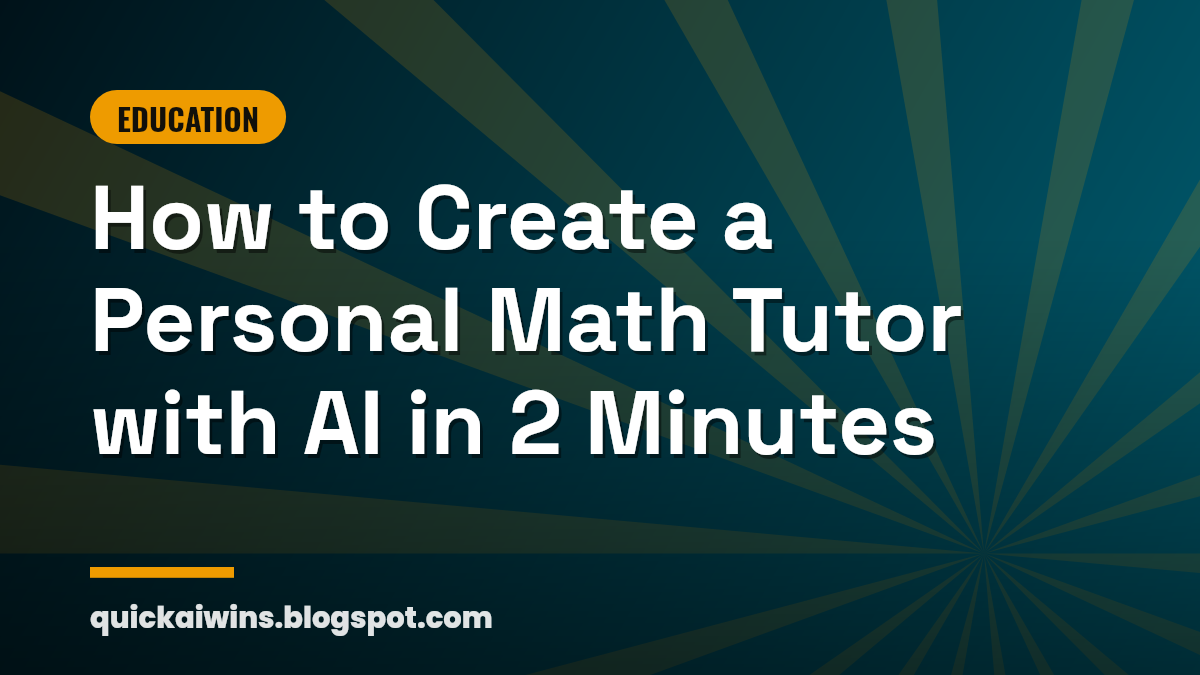 EDUCATION
How to Create a
Personal Math Tutor
with AI in 2 Minutes
quickaiwins.blogspot.com